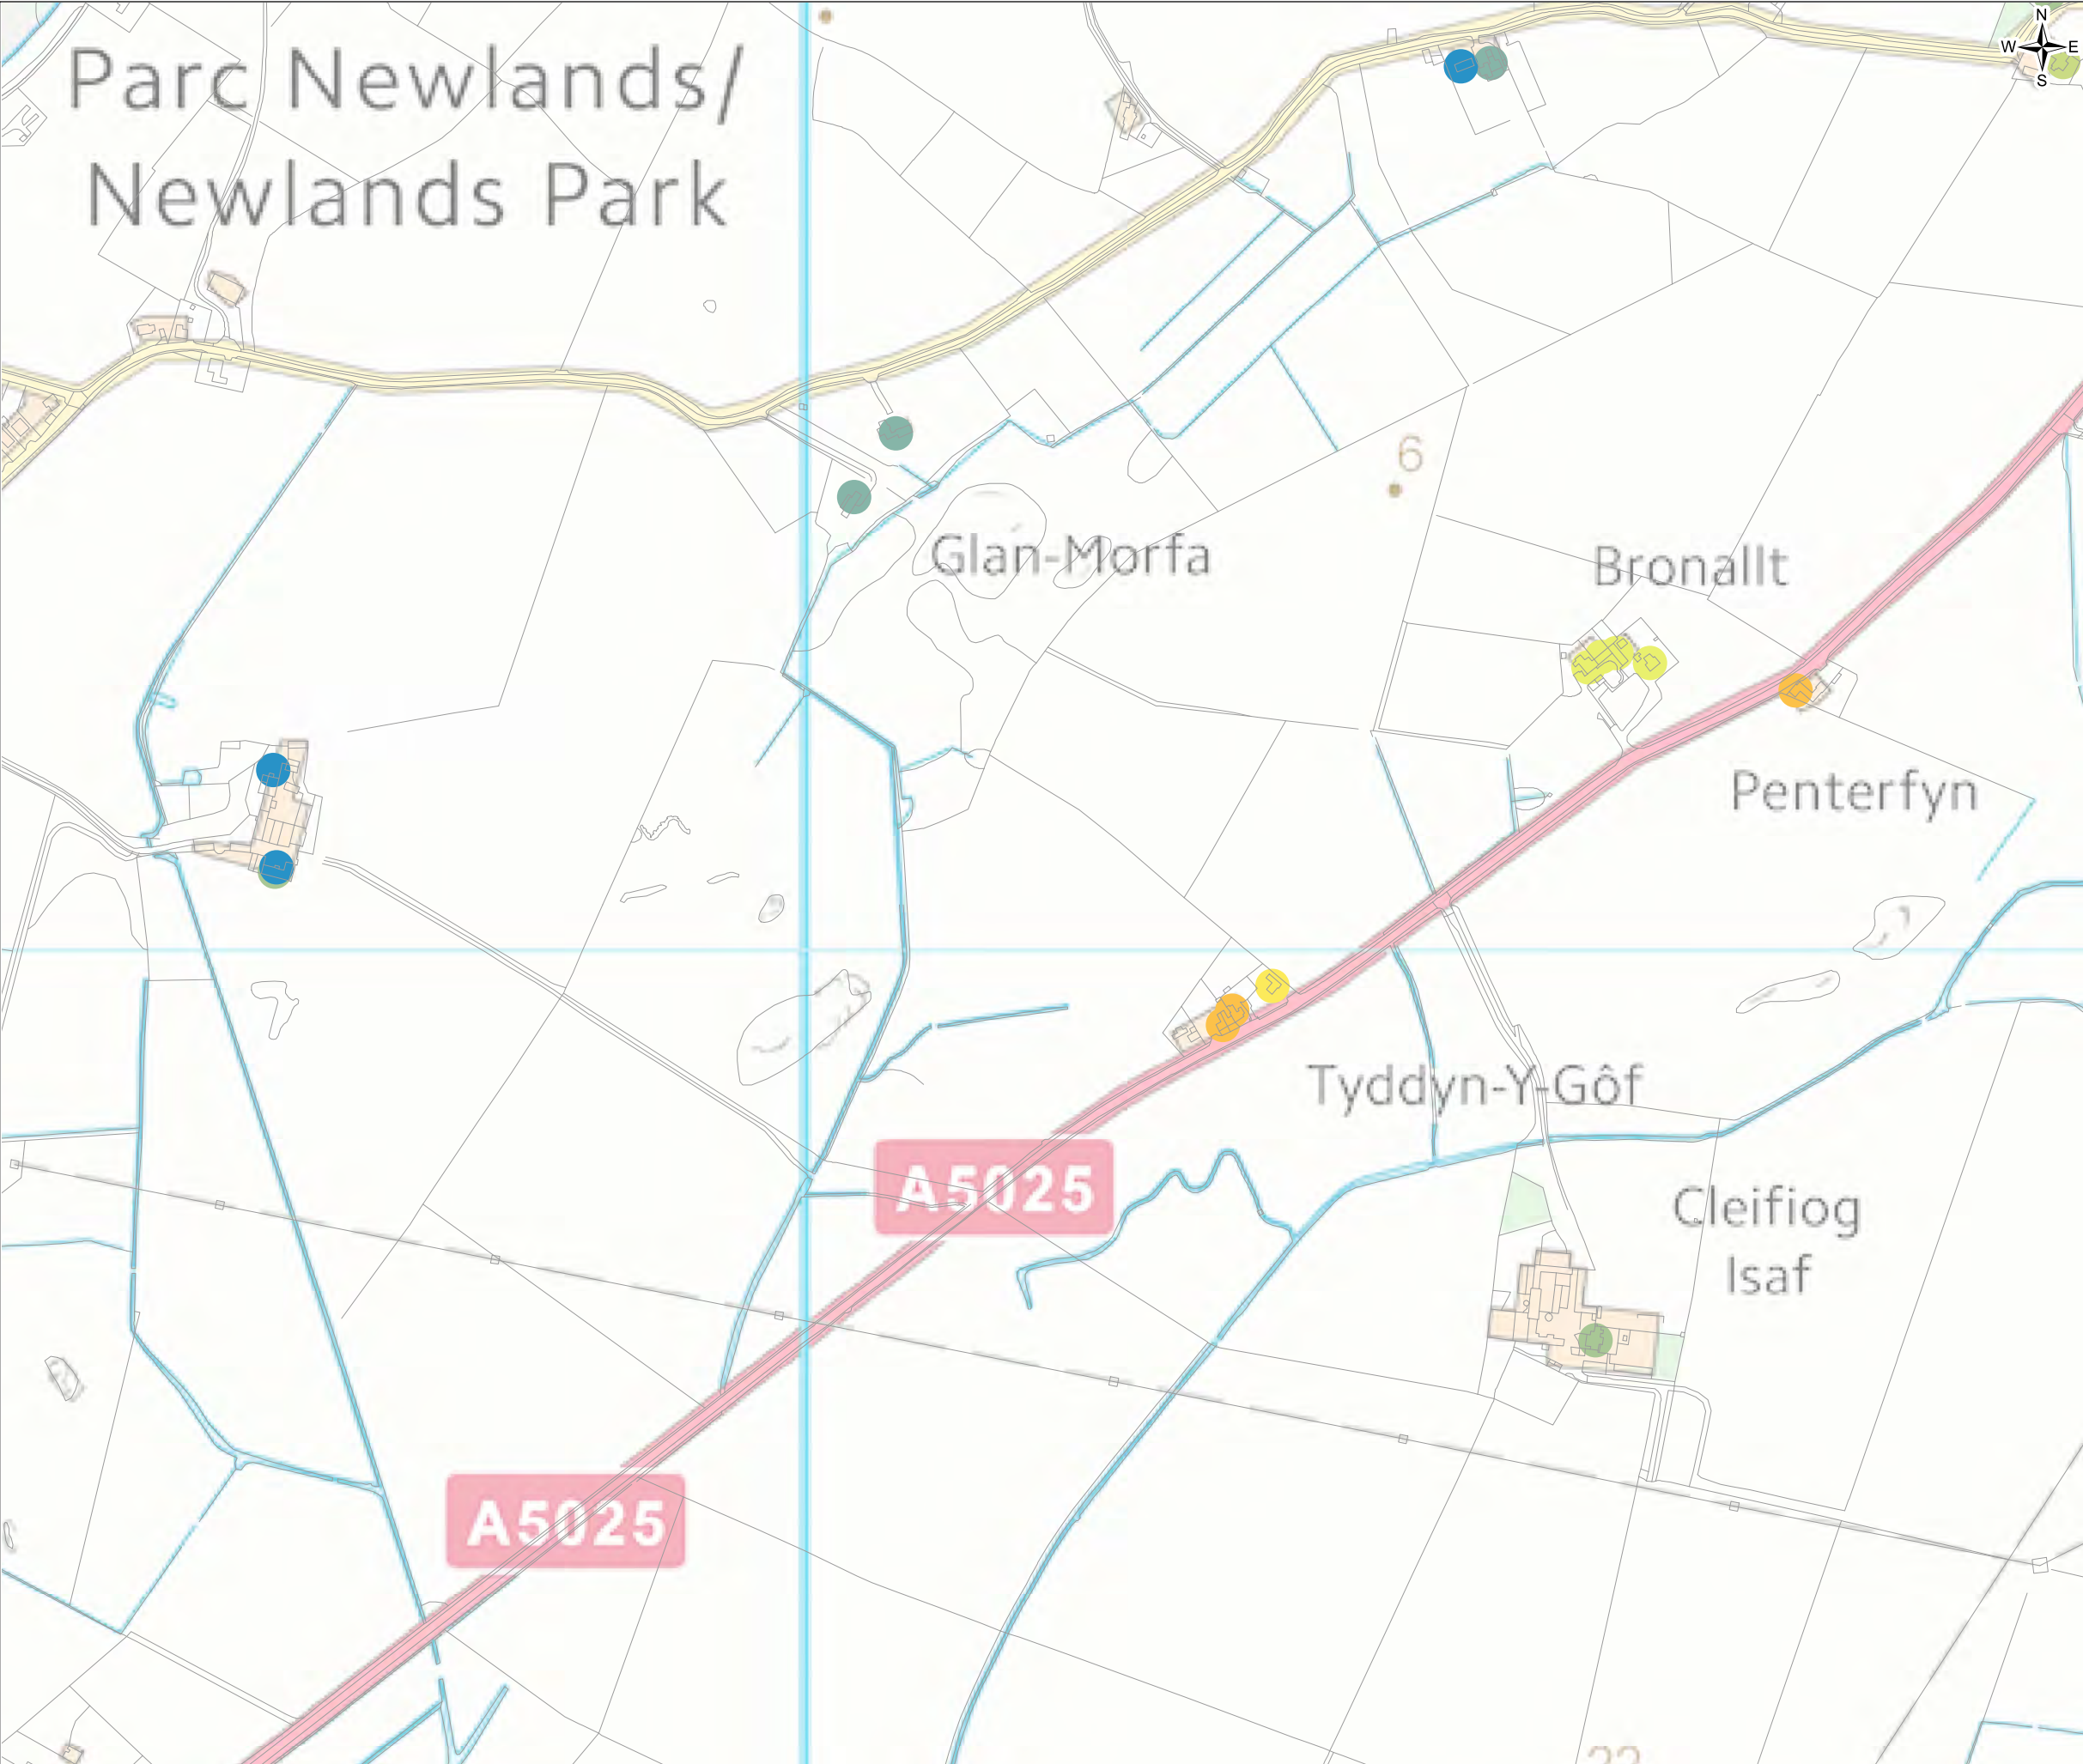 Parc Newlands/
Newlands Park
N
W E
S
6
Glan-Morfa
Bronallt
Penterfyn
Tyddyn-Y-Gôf
A5025
Cleifiog
Isaf
A5025